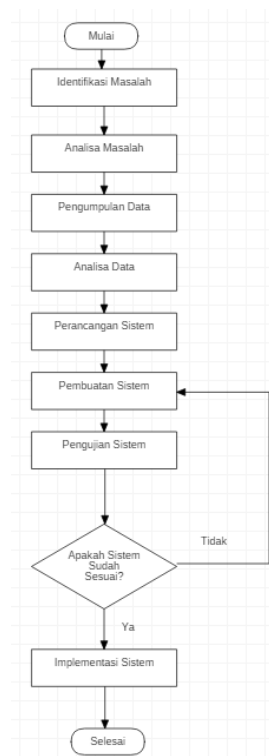 Mulai
Identifikasi Masalah
Analisa Masalah
Pengumpulan Data
Analisa Data
Perancangan Sistem
Pembuatan Sistem
Pengujian Sistem
Apakah Sistem
Sudah
Sesuai?
Tidak
Ya
Implementasi Sistem
Selesai